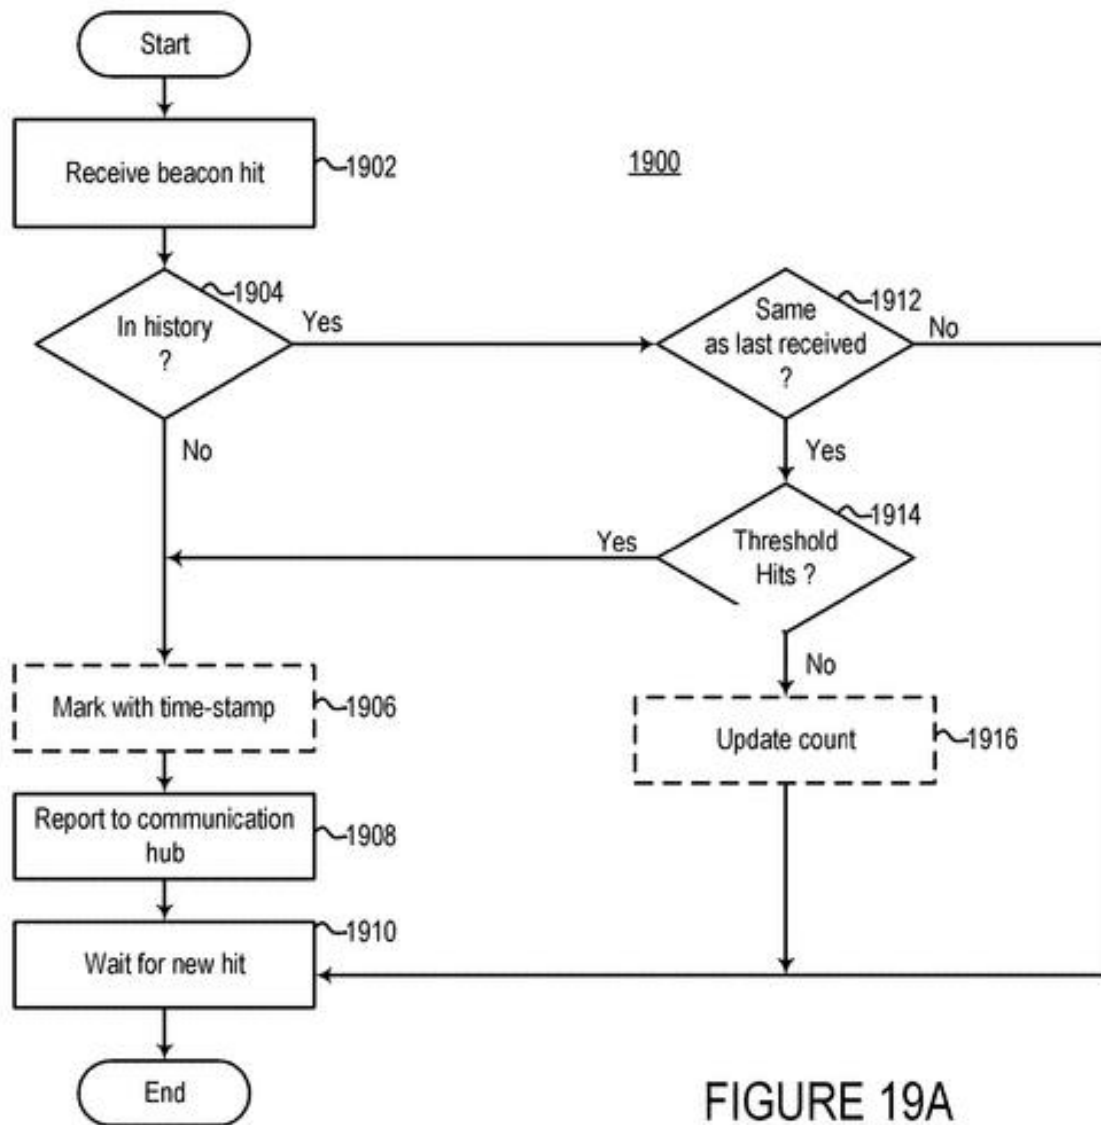 Start
Receive beacon hit
1902
1900
In history
?
1904
Yes
No
Same
as last received
?
1912
No
Yes
Threshold
Hits ?
1914
Yes
No
Mark with time-stamp
1906
Update count
1916
Report to communication
hub
1908
Wait for new hit
1910
End
FIGURE 19A